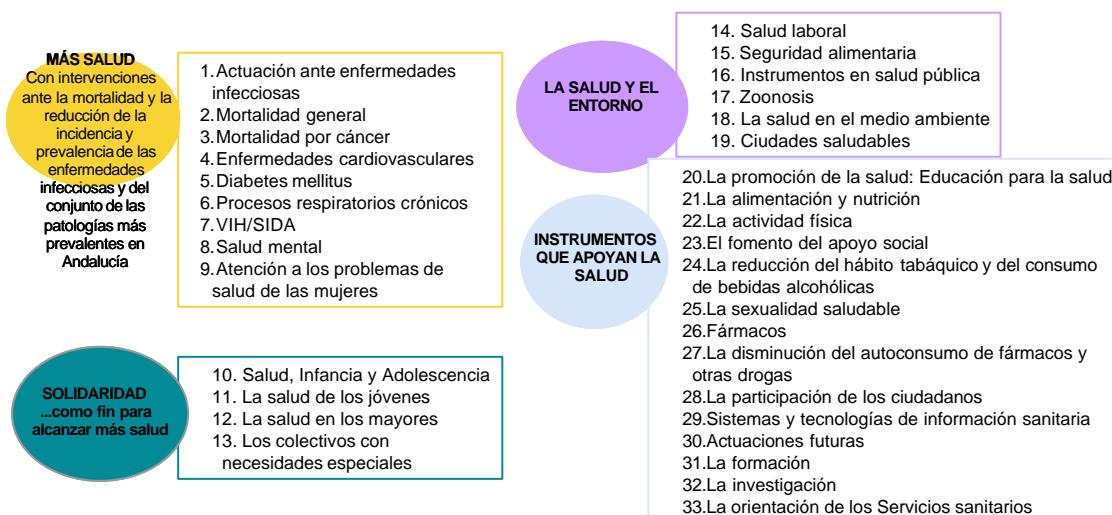 MÁS SALUD
Con intervenciones
ante la mortalidad y la
reducción de la
incidencia y
prevalencia de las
enfermedades
infecciosas y del
conjunto de las
patologías más
prevalentes en
Andalucía
1.Actuación ante enfermedades
infecciosas
2.Mortalidad general
3.Mortalidad por cáncer
4.Enfermedades cardiovasculares
5.Diabetes mellitus
6.Procesos respiratorios crónicos
7.VIH/SIDA
8.Salud mental
9.Atención a los problemas de
salud de las mujeres
SOLIDARIDAD
...como fin para
alcanzar más salud
10. Salud, Infancia y Adolescencia
11. La salud de los jóvenes
12. La salud en los mayores
13. Los colectivos con
necesidades especiales
LA SALUD Y EL
ENTORNO
14. Salud laboral
15. Seguridad alimentaria
16. Instrumentos en salud pública
17. Zoonosis
18. La salud en el medio ambiente
19. Ciudades saludables
INSTRUMENTOS
QUE APOYAN LA
SALUD
20.La promoción de la salud: Educación para la salud
21.La alimentación y nutrición
22.La actividad física
23.El fomento del apoyo social
24.La reducción del hábito tabáquico y del consumo
de bebidas alcohólicas
25.La sexualidad saludable
26.Fármacos
27.La disminución del autoconsumo de fármacos y
otras drogas
28.La participación de los ciudadanos
29.Sistemas y tecnologías de información sanitaria
30.Actuaciones futuras
31.La formación
32.La investigación
33.La orientación de los Servicios sanitarios